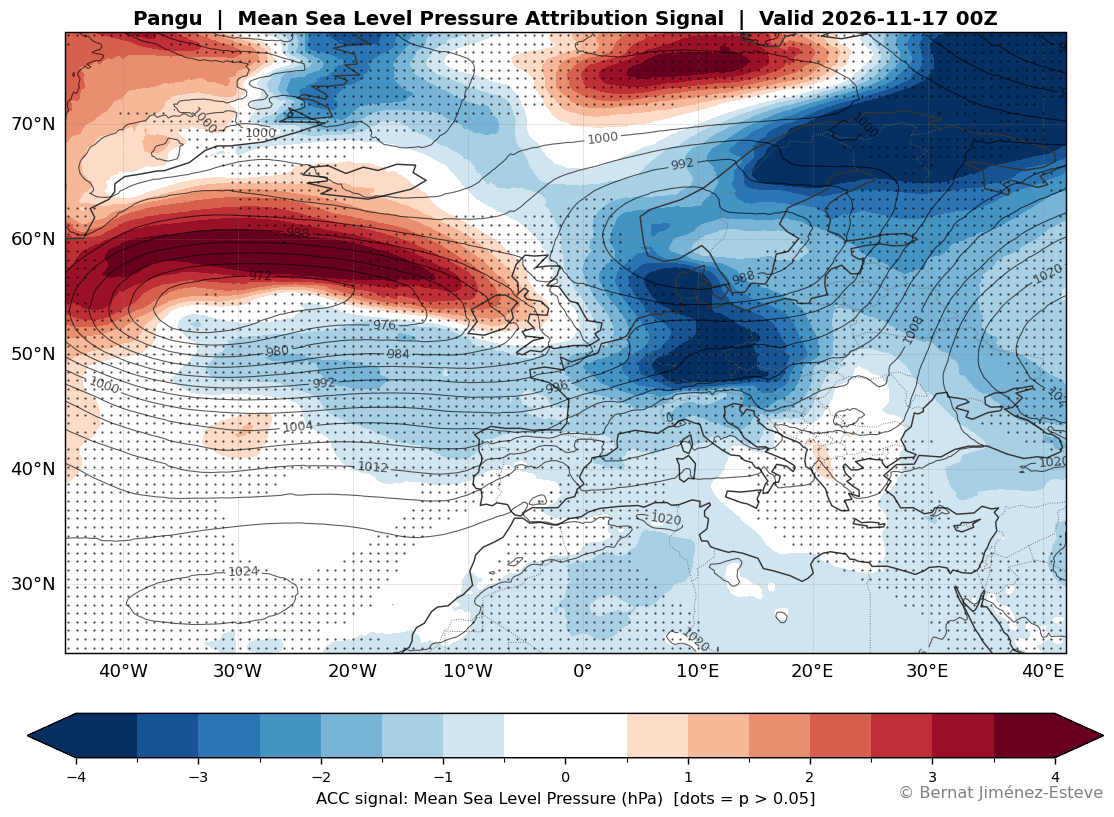 Pangu | Mean Sea Level Pressure Attribution Signal | Valid 2026-11-17 00Z
70°N
60°N
50°N
40°N
30°N
1000
1000
1000
1000
992
988
972
976
980
984
988
1020
1008
1000
992
996
1004
1012
1020
1020
1024
1020
40°W
30°W
20°W
10°W
0°
10°E
20°E
30°E
40°E
−4
−3
−2
−1
0
1
2
3
4
ACC signal: Mean Sea Level Pressure (hPa) [dots = p > 0.05]
© Bernat Jiménez-Esteve